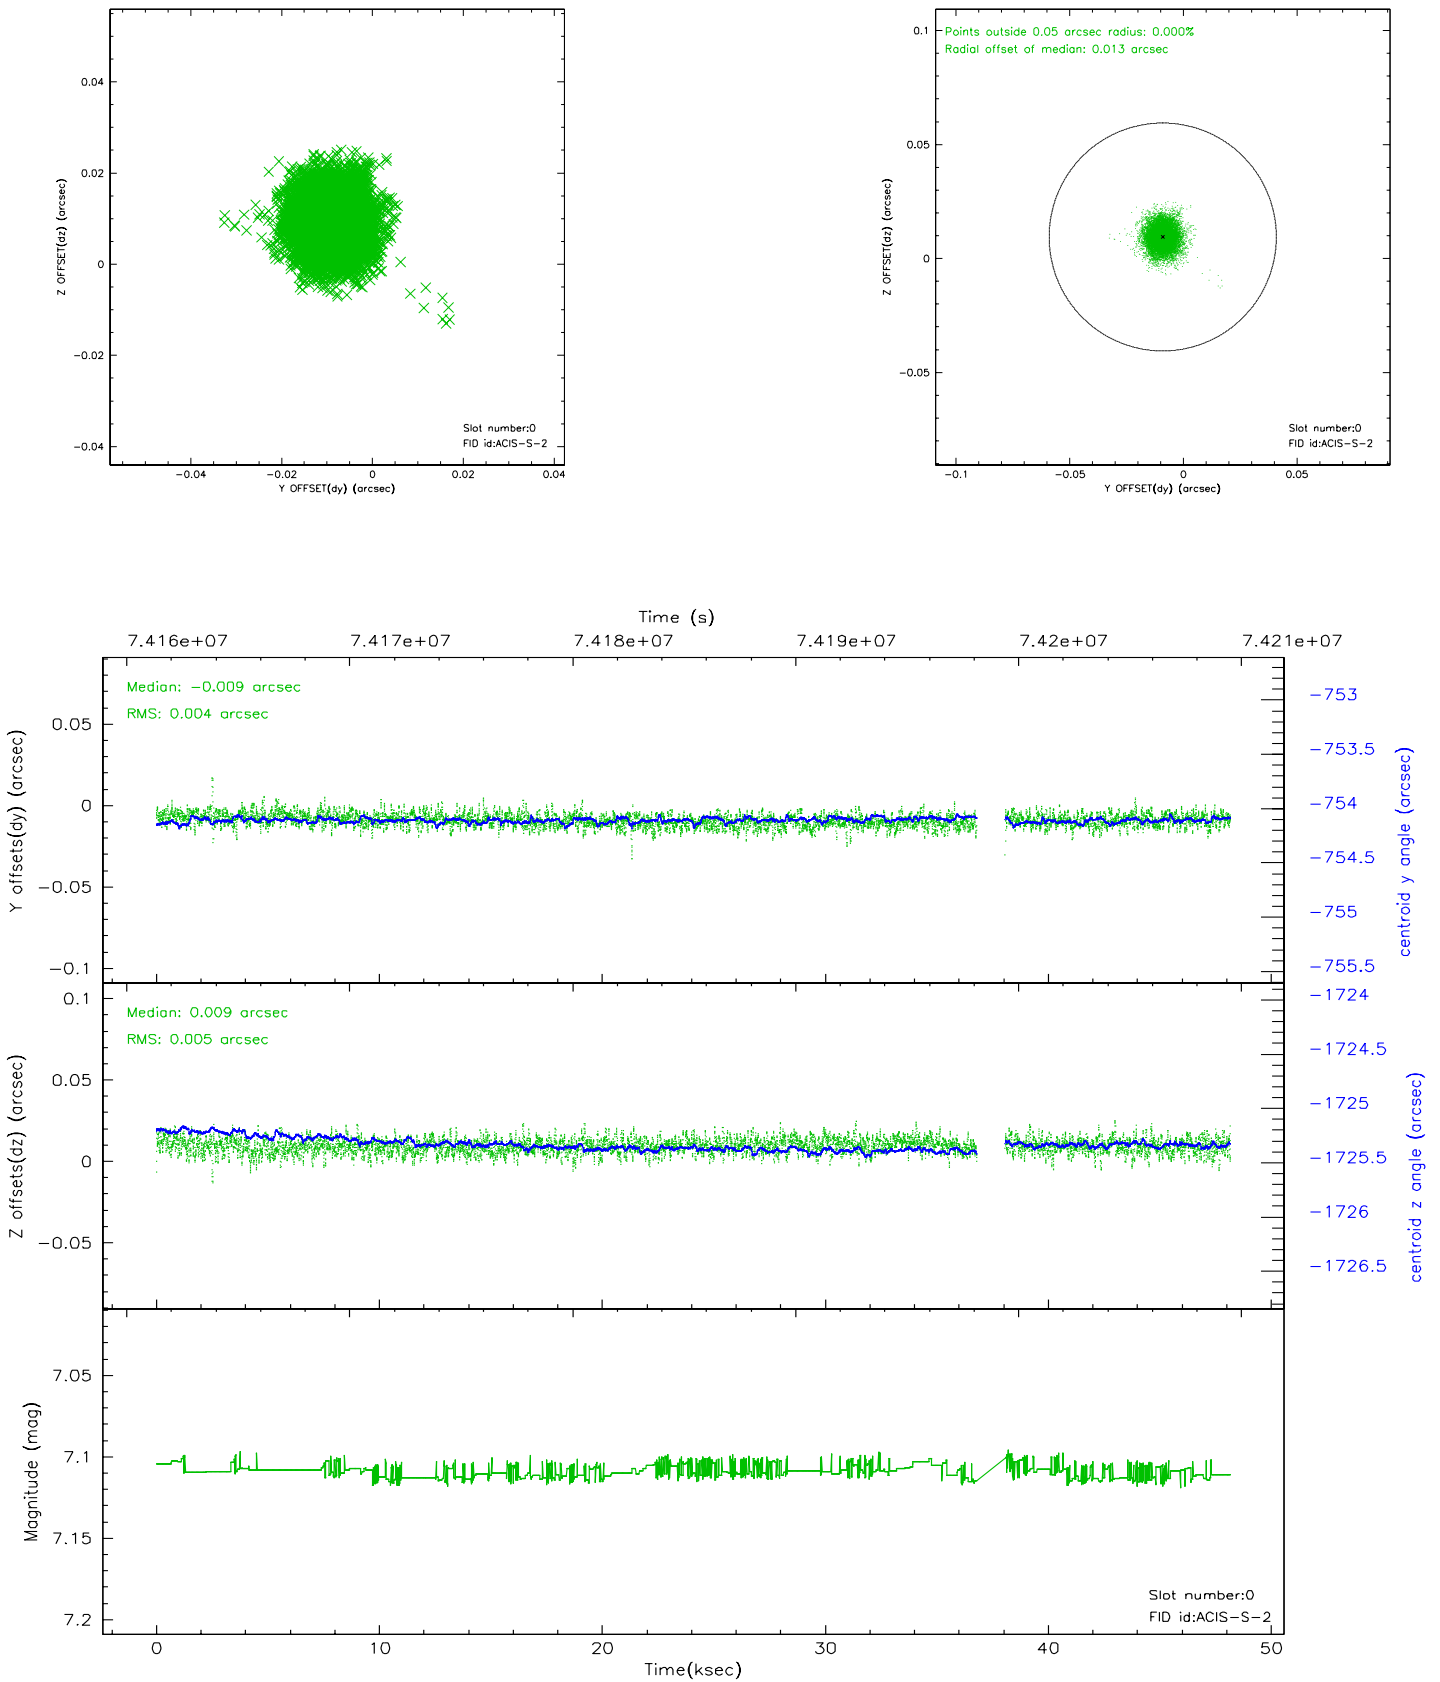 0.04
0.02
0
-0.02
-0.04
Z OFFSET(dz) (arcsec)
Slot number:0
FID id:ACIS-S-2
-0.04 -0.02 0 0.02 0.04
Y OFFSET(dy) (arcsec)
Points outside 0.05 arcsec radius: 0.000%
Radial offset of median: 0.013 arcsec
0.1
0.05
0
-0.05
Z OFFSET(dz) (arcsec)
Slot number:0
FID id:ACIS-S-2
-0.1 -0.05 0 0.05
Y OFFSET(dy) (arcsec)
Time (s)
7.416e+07 7.417e+07 7.418e+07 7.419e+07 7.42e+07 7.421e+07
Median: -0.009 arcsec
RMS: 0.004 arcsec
0.05
0
-0.05
-0.1
Y offsets(dy) (arcsec)
-753
-753.5
-754
-754.5
-755
-755.5
centroid y angle (arcsec)
Median: 0.009 arcsec
RMS: 0.005 arcsec
0.1
0.05
0
-0.05
Z offsets(dz) (arcsec)
-1724
-1724.5
-1725
-1725.5
-1726
-1726.5
centroid z angle (arcsec)
7.05
7.1
7.15
7.2
Magnitude (mag)
Slot number:0
FID id:ACIS-S-2
0 10 20 30 40 50
Time(ksec)